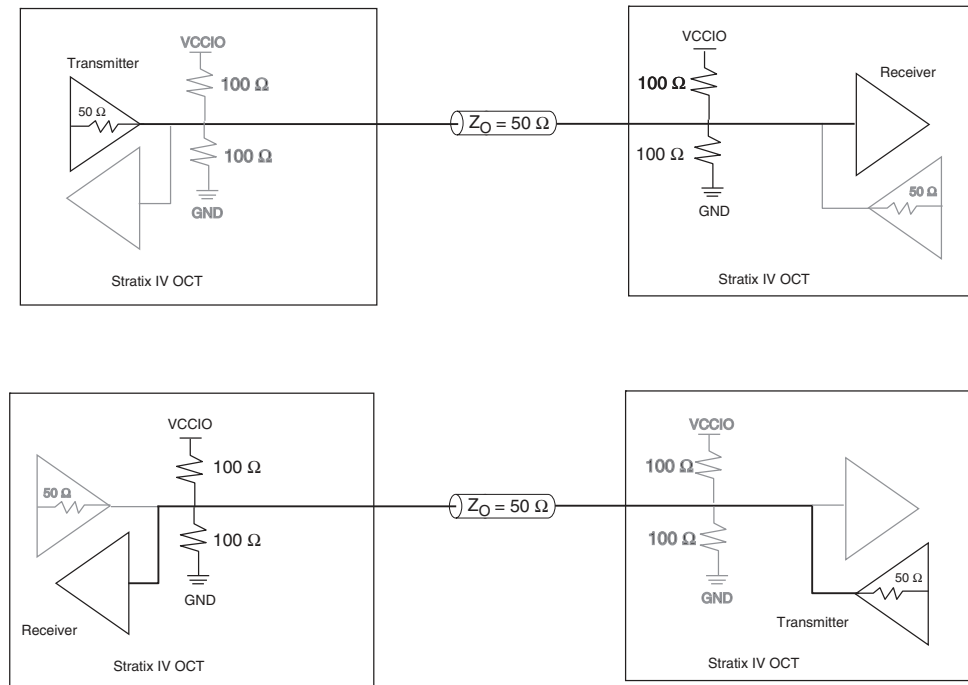 VCCIO
VCCIO
Transmitter
100 Ω
100 Ω
Receiver
50 Ω
Z_O = 50 Ω
100 Ω
100 Ω
50 Ω
GND
GND
Stratix IV OCT
Stratix IV OCT
VCCIO
VCCIO
100 Ω
100 Ω
50 Ω
Z_O = 50 Ω
100 Ω
100 Ω
50 Ω
GND
GND
Receiver
Transmitter
Stratix IV OCT
Stratix IV OCT